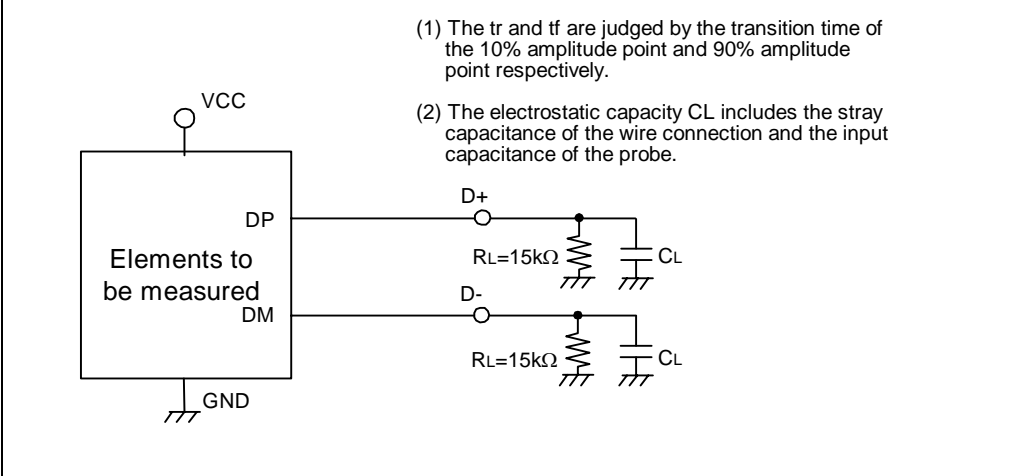 (1) The tr and tf are judged by the transition time of
the 10% amplitude point and 90% amplitude
point respectively.
(2) The electrostatic capacity CL includes the stray
capacitance of the wire connection and the input
capacitance of the probe.
VCC
D+
DP
RL=15kΩ
CL
Elements to
be measured
D-
DM
RL=15kΩ
CL
GND